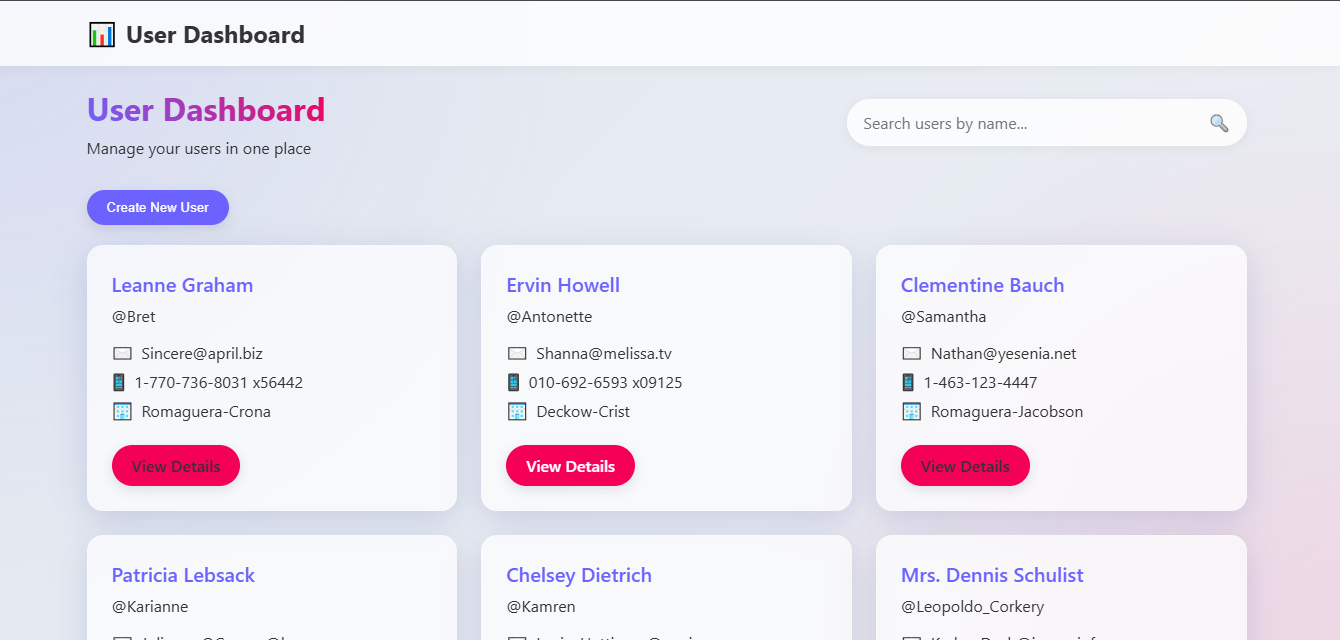 User Dashboard
User Dashboard
Manage your users in one place
Search users by name...
Create New User
Leanne Graham
@Bret
Sincere@april.biz
1-770-736-8031 x56442
Romaguera-Crona
View Details
Ervin Howell
@Antonette
Shanna@melissa.tv
010-692-6593 x09125
Deckow-Crist
View Details
Clementine Bauch
@Samantha
Nathan@yesenia.net
1-463-123-4447
Romaguera-Jacobson
View Details
Patricia Lebsack
@Karianne
Chelsey Dietrich
@Kamren
Mrs. Dennis Schulist
@Leopoldo_Corkery